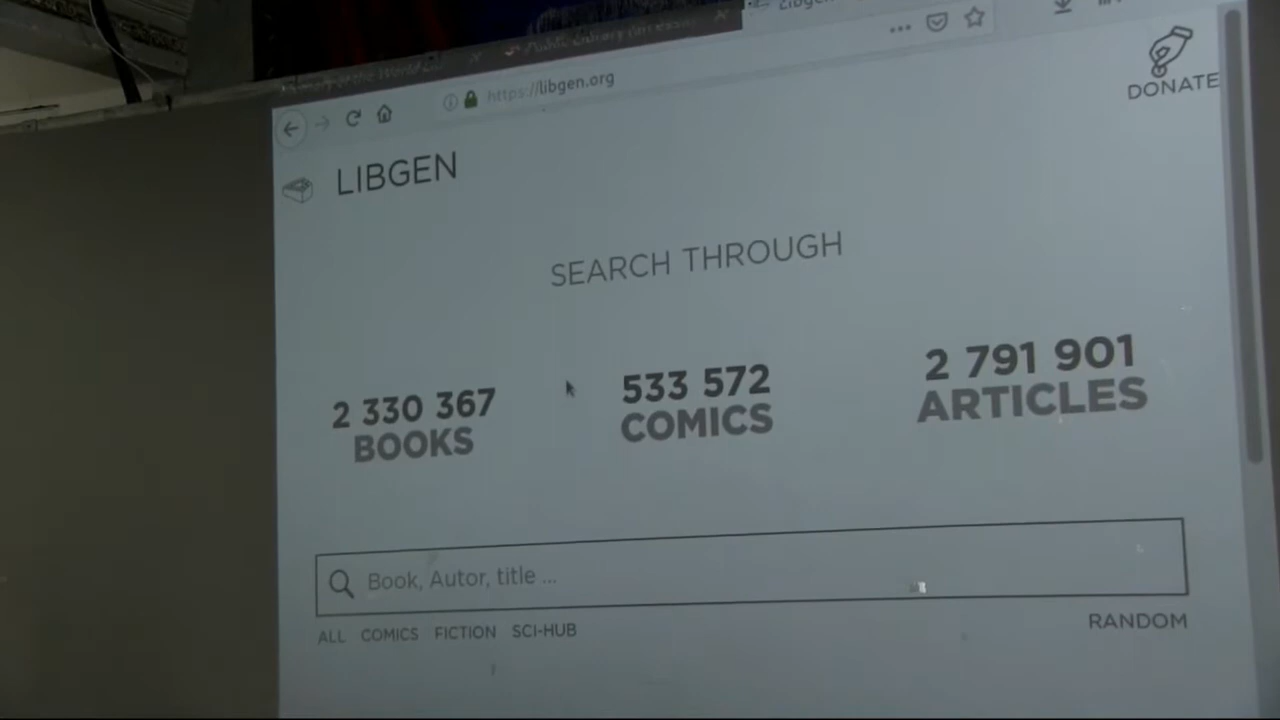 https://libgen.org
DONATE
LIBGEN
SEARCH THROUGH
2 330 367
BOOKS
533 572
COMICS
2 791 901
ARTICLES
Book, Autor, title ...
ALL COMICS FICTION SCI-HUB
RANDOM